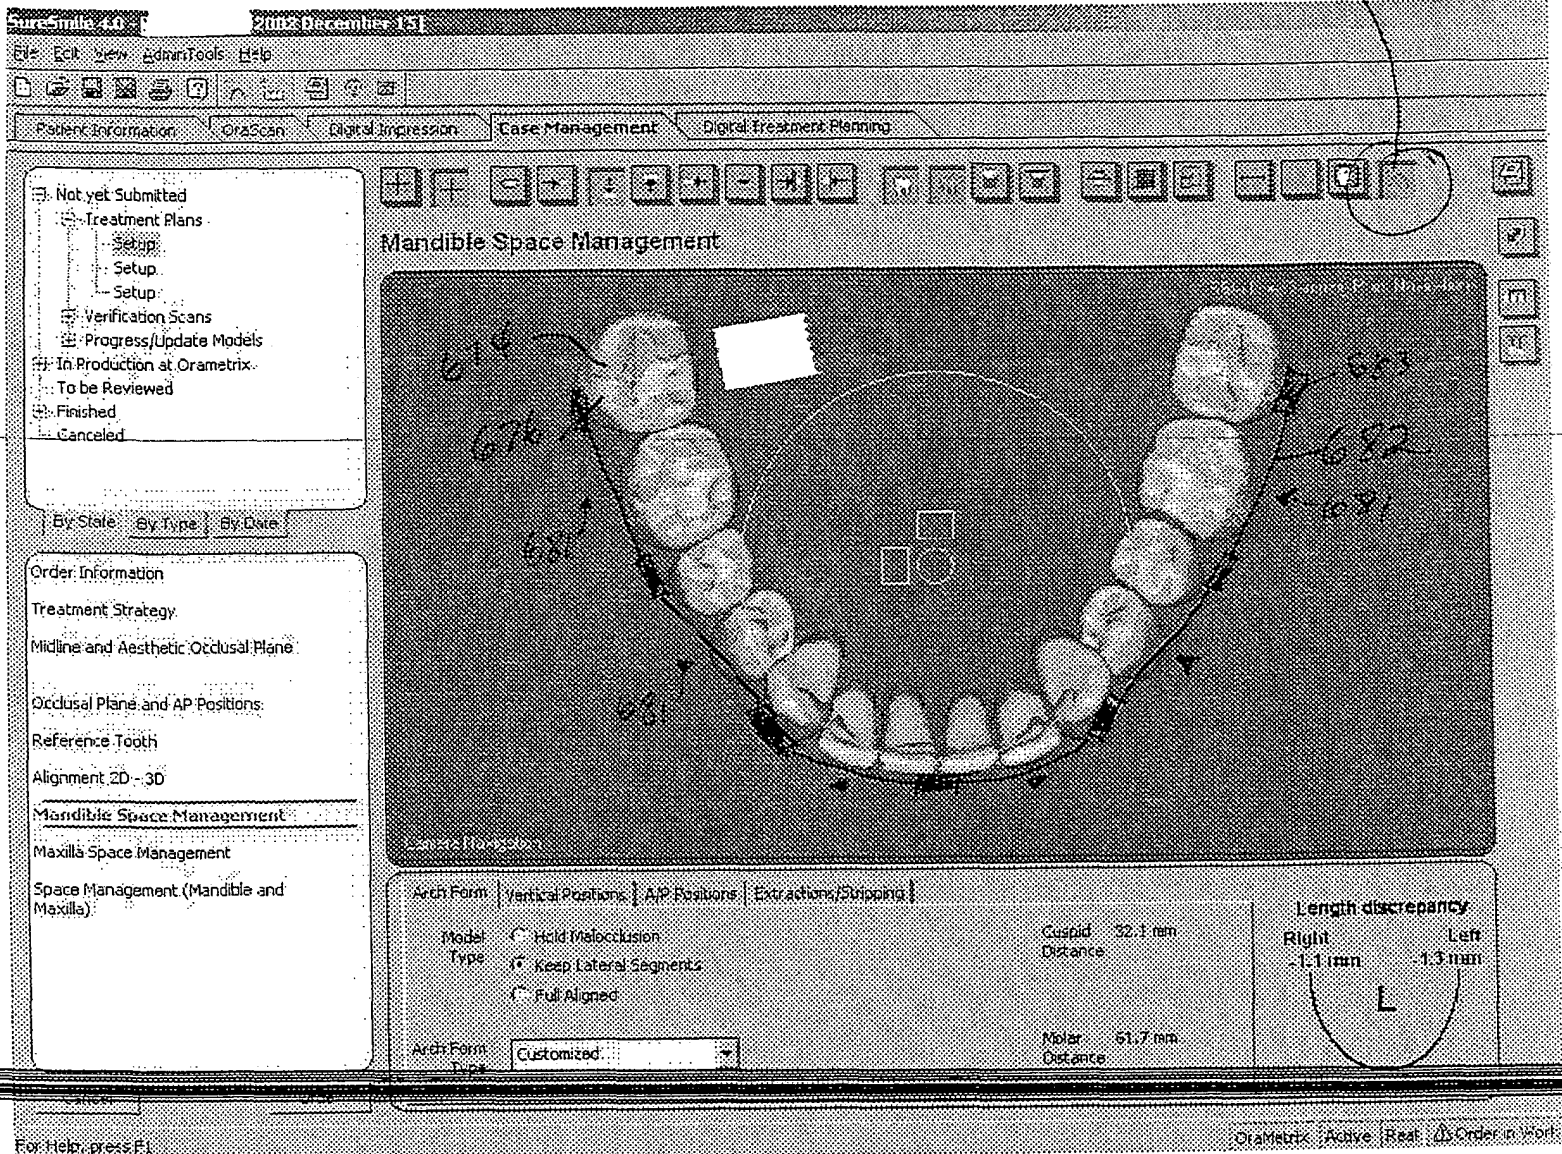 SureSmile 4.0 - [ 2008 December 15]
File Edit View AdminTools Help
Patient Information OraScan Digital Impression Case Management Digital Treatment Planning
Not yet Submitted
Treatment Plans
Setup
Setup
Setup
Verification Scans
Progress/Update Models
In Production at Orametrix
To be Reviewed
Finished
Canceled
By State By Type By Date
Order Information
Treatment Strategy
Midline and Aesthetic Occlusal Plane
Occlusal Plane and AP Positions
Reference Tooth
Alignment 2D - 3D
Mandible Space Management
Maxilla Space Management
Space Management (Mandible and
Maxilla)
Mandible Space Management
683
682
681
681
681
Arch Form Vertical Positions A/P Positions Extractions/Stripping
Model
Type
Hold Malocclusion
Keep Lateral Segments
Full Aligned
Arch Form
Type
Customized
Cuspid
Distance
32.1 mm
Molar
Distance
61.7 mm
Length discrepancy
Right Left
-1.1 mm 1.3 mm
L
Cancel
For Help, press F1
OraMetrix Active Real Order in Work